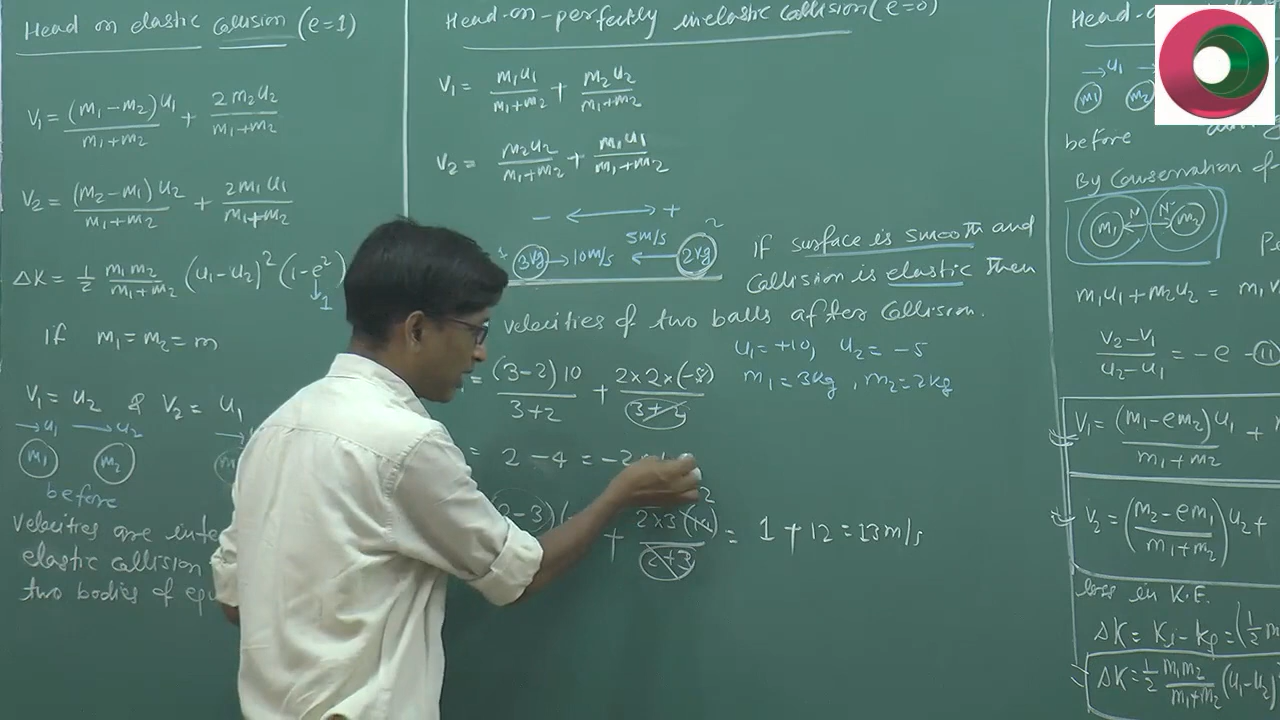 Head on elastic collision (e=1)
V₁ = (m₁-m₂)u₁/m₁+m₂ + 2m₂u₂/m₁+m₂
V₂ = (m₂-m₁)u₂/m₁+m₂ + 2m₁u₁/m₁+m₂
ΔK = 1/2 m₁m₂/m₁+m₂ (u₁-u₂)² (1-e²)
1
if m₁ = m₂ = m
V₁ = u₂ & V₂ = u₁
→u₁ →u₂
m₁ m₂
before
velocities are
elastic collision
two bodies of
Head-on-perfectly inelastic collision (e=0)
V₁ = m₁u₁/m₁+m₂ + m₂u₂/m₁+m₂
V₂ = m₂u₂/m₁+m₂ + m₁u₁/m₁+m₂
- ←→ +
3kg →10m/s 5m/s ← 2kg 2
if surface is smooth and
collision is elastic then
velocities of two balls after collision.
u₁ = +10, u₂ = -5
m₁ = 3kg, m₂ = 2kg
= (3-2)10/3+2 + 2×2×(-5)/(3+2)
= 2 - 4 = -2
-3)( + 2×3(10)/2+3 = 1 + 12 = 13m/s
2
→u₁
m₁ m₂
before
By conservation of
m₁ ←N N→ m₂
m₁u₁ + m₂u₂ =
V₂-V₁/u₂-u₁ = -e - (11)
V₁ = (m₁-em₂)u₁/m₁+m₂ +
V₂ = (m₂-em₁/m₁+m₂)u₂ +
loss in K.E.
ΔK = Ki - Kf = (1/2 m
ΔK = 1/2 m₁m₂/m₁+m₂ (u₁-u₂)